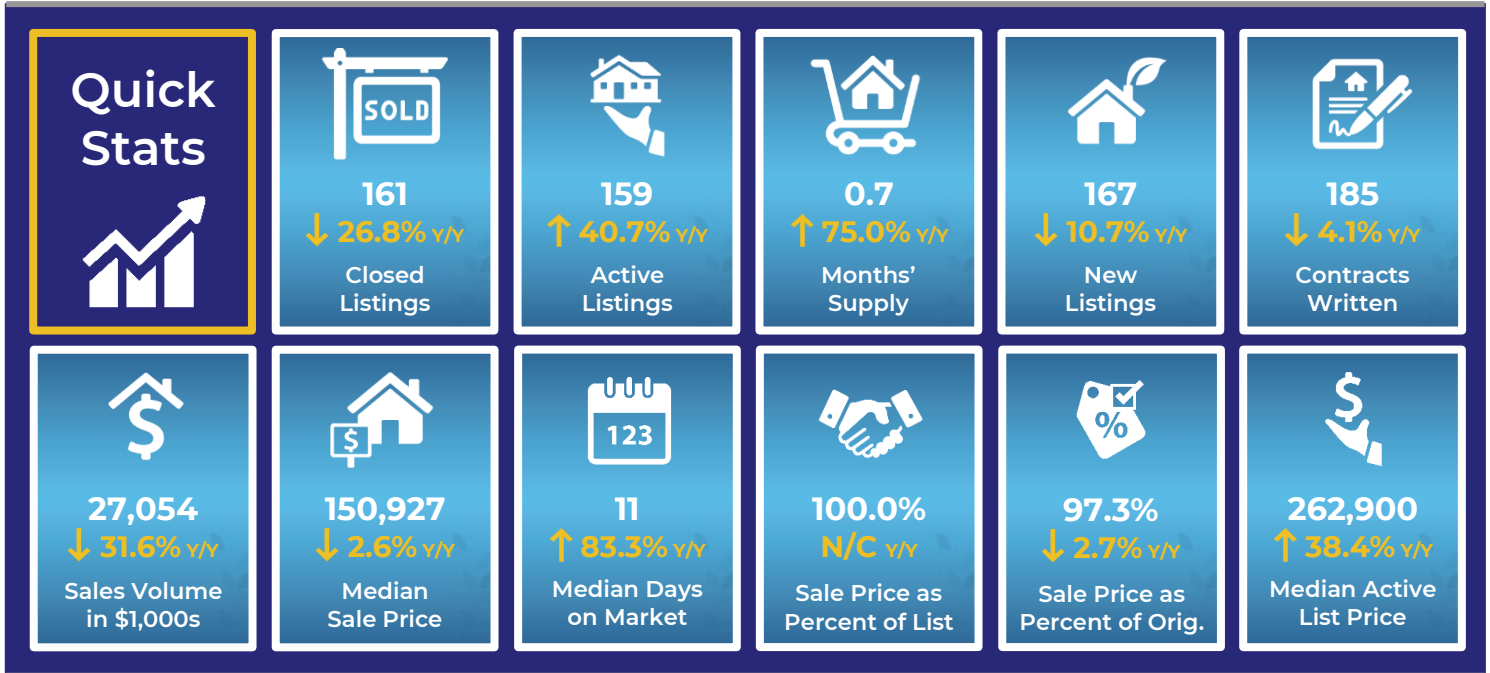 Quick
Stats
SOLD
161
↓ 26.8% Y/Y
Closed
Listings
159
↑ 40.7% Y/Y
Active
Listings
0.7
↑ 75.0% Y/Y
Months’
Supply
167
↓ 10.7% Y/Y
New
Listings
185
↓ 4.1% Y/Y
Contracts
Written
$
27,054
↓ 31.6% Y/Y
Sales Volume
in $1,000s
$
150,927
↓ 2.6% Y/Y
Median
Sale Price
123
11
↑ 83.3% Y/Y
Median Days
on Market
100.0%
N/C Y/Y
Sale Price as
Percent of List
%
97.3%
↓ 2.7% Y/Y
Sale Price as
Percent of Orig.
$
262,900
↑ 38.4% Y/Y
Median Active
List Price